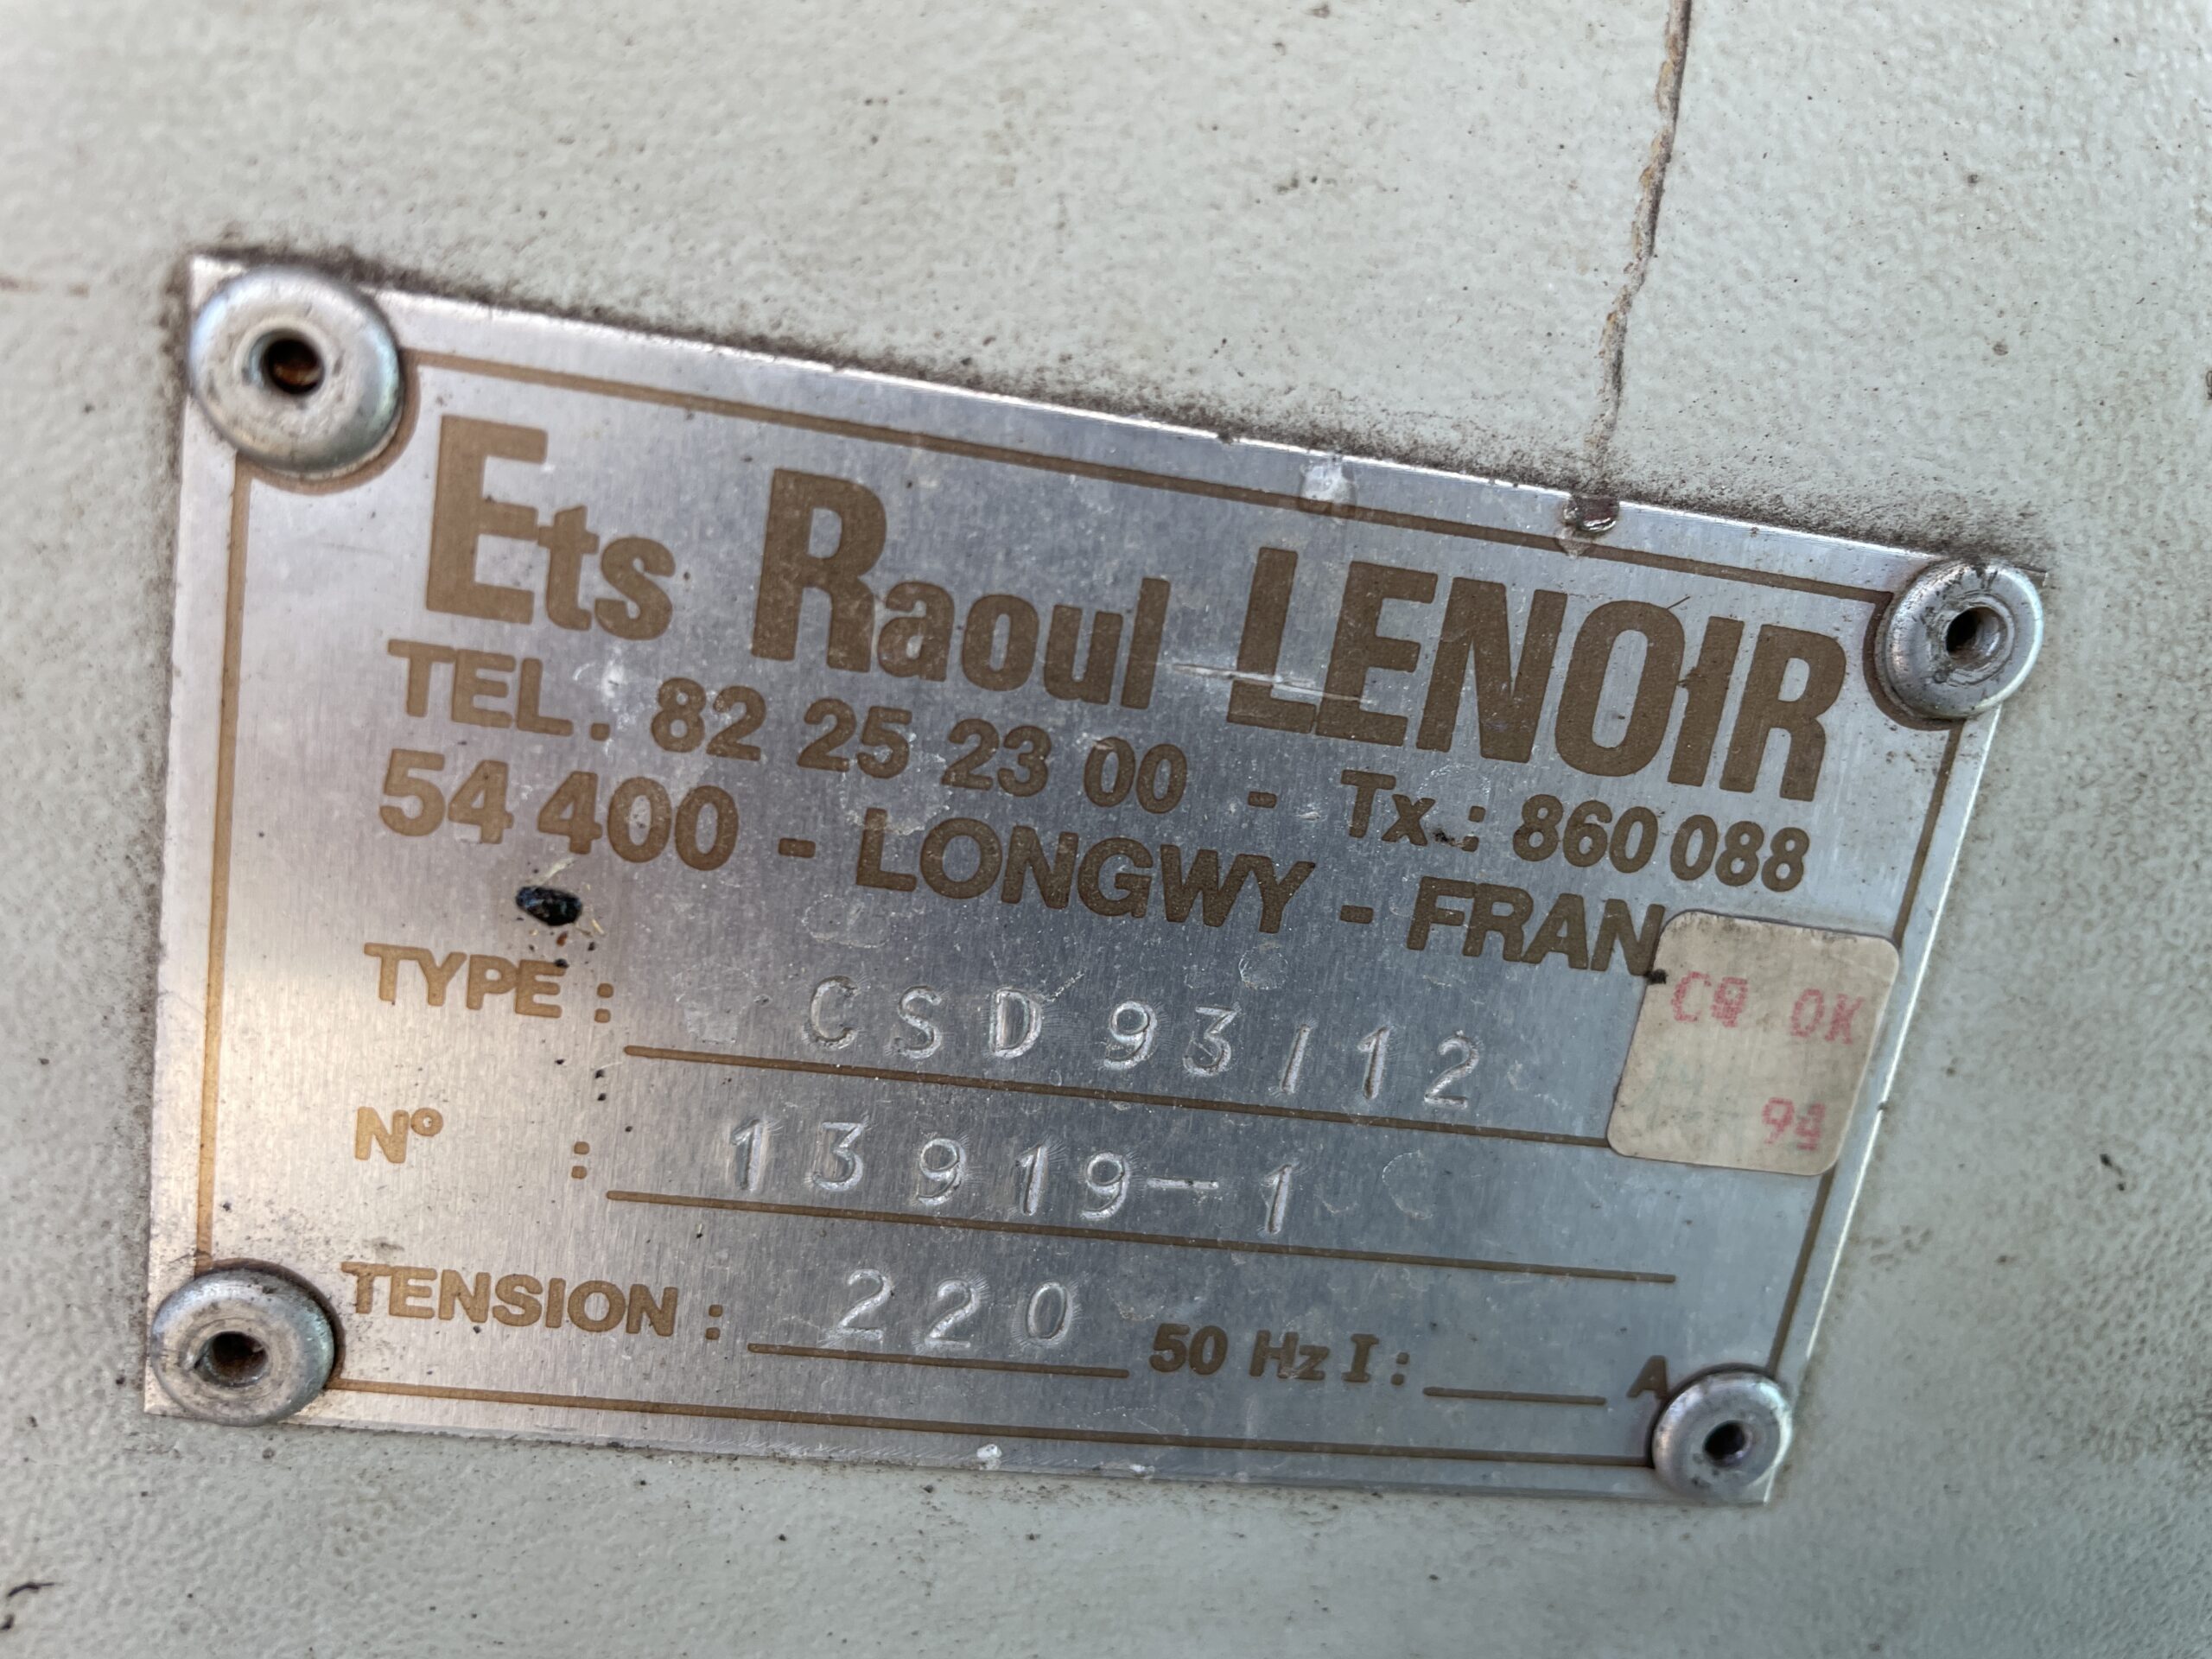 Ets Raoul LENOIR
TEL. 82 25 23 00 - Tx.: 860 088
54 400 - LONGWY - FRAN
CQ OK
TYPE : CSD 93/12
N° : 13919-1
TENSION : 220 50 Hz I : A